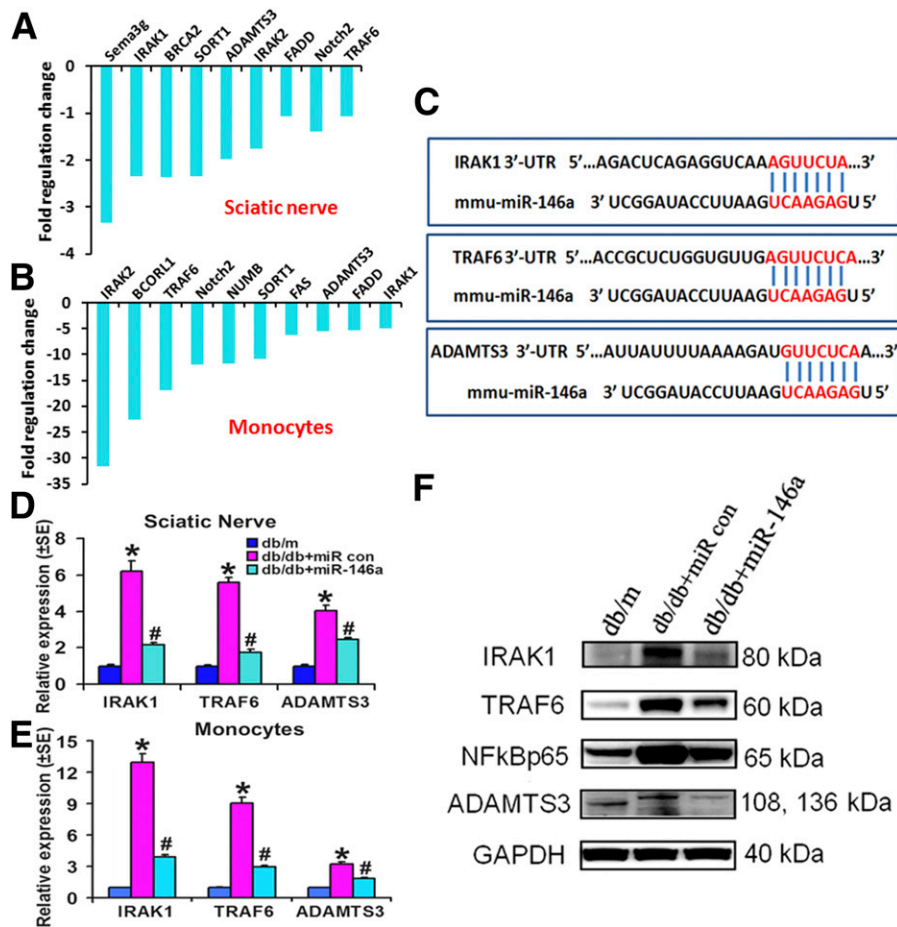 A
Sema3g
IRAK1
BRCA2
SORT1
ADAMTS3
IRAK2
FADD
Notch2
TRAF6
Fold regulation change
0
-1
-2
-3
-4
Sciatic nerve
B
IRAK2
BCORL1
TRAF6
Notch2
NUMB
SORT1
FAS
ADAMTS3
FADD
IRAK1
Fold regulation change
0
-5
-10
-15
-20
-25
-30
-35
Monocytes
C
IRAK1 3’-UTR 5’...AGACUCAGAGGUCAAAGUUCUA...3’
mmu-miR-146a 3’ UCGGAUACCUUAAGUCAAGAGU 5’
TRAF6 3’-UTR 5’...ACCGCUCUGGUGUUGAGUUCUCA...3’
mmu-miR-146a 3’ UCGGAUACCUUAAGUCAAGAGU 5’
ADAMTS3 3’-UTR 5’...AUUAUUUUAAAAGAUGUUCUCAA...3’
mmu-miR-146a 3’ UCGGAUACCUUAAGUCAAGAGU 5’
D
Sciatic Nerve
Relative expression (±SE)
8
6
4
2
0
db/m
db/db+miR con
db/db+miR-146a
* # * # * #
IRAK1 TRAF6 ADAMTS3
E
Monocytes
Relative expression (±SE)
15
12
9
6
3
0
* # * # * #
IRAK1 TRAF6 ADAMTS3
F
db/m
db/db+miR con
db/db+miR-146a
IRAK1 80 kDa
TRAF6 60 kDa
NFkBp65 65 kDa
ADAMTS3 108, 136 kDa
GAPDH 40 kDa